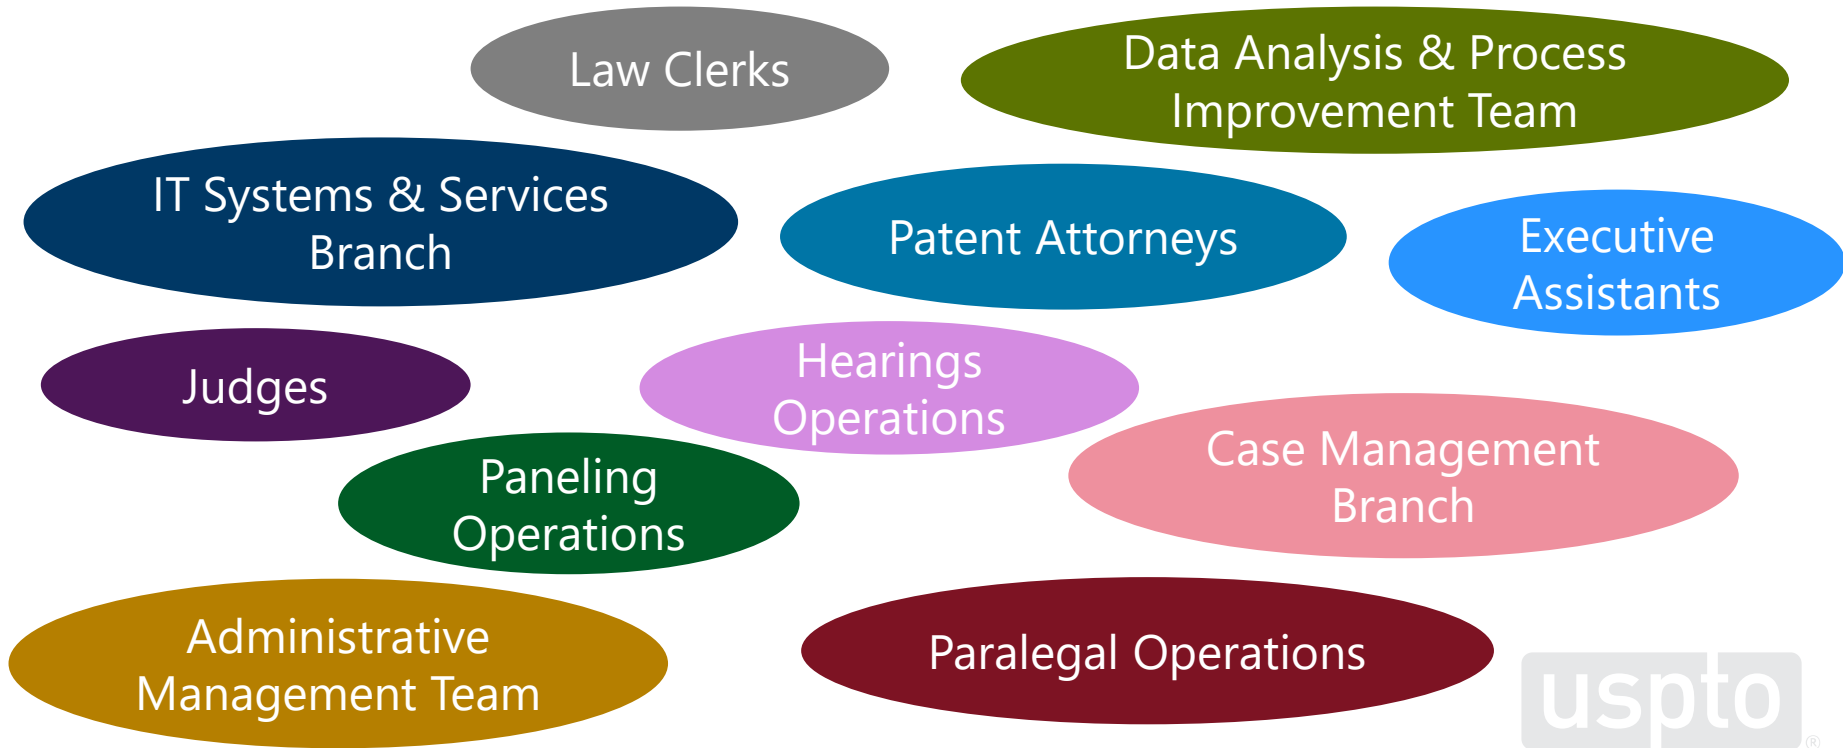 Law Clerks
Data Analysis & Process
Improvement Team
IT Systems & Services
Branch
Patent Attorneys
Executive
Assistants
Judges
Hearings
Operations
Case Management
Branch
Paneling
Operations
Administrative
Management Team
Paralegal Operations
uspto®